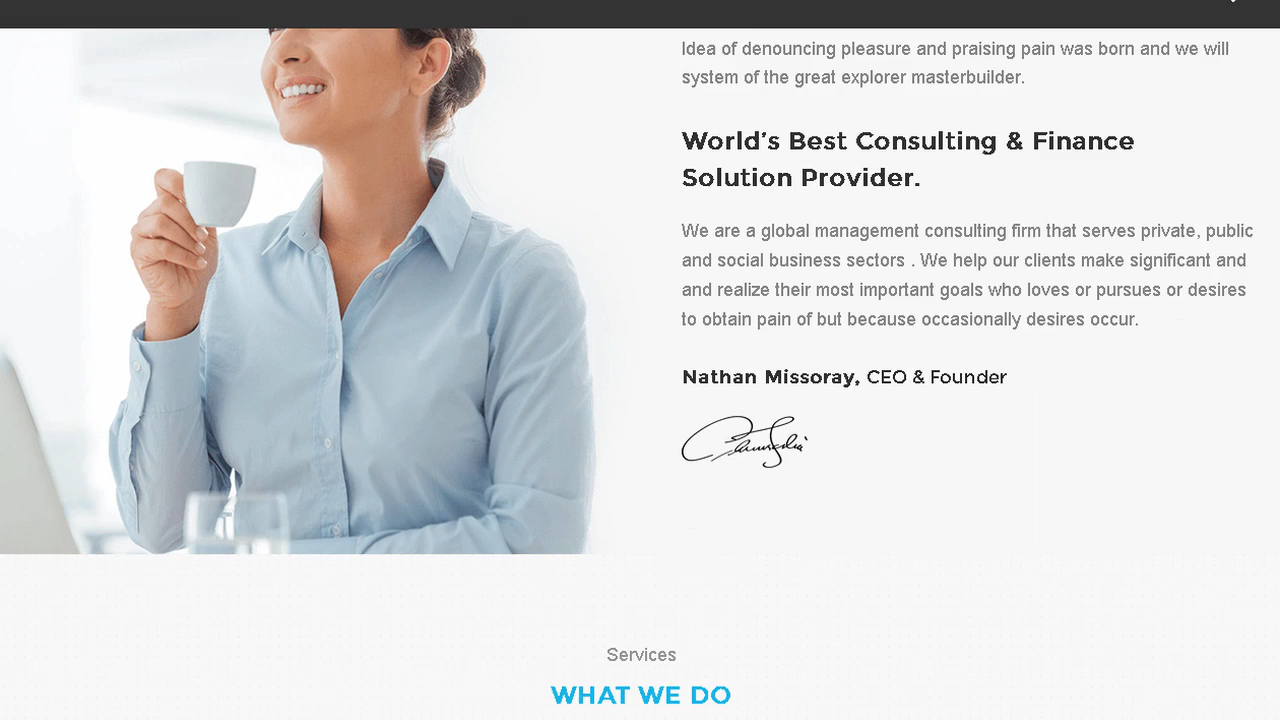 Idea of denouncing pleasure and praising pain was born and we will
system of the great explorer masterbuilder.
World's Best Consulting & Finance
Solution Provider.
We are a global management consulting firm that serves private, public
and social business sectors . We help our clients make significant and
and realize their most important goals who loves or pursues or desires
to obtain pain of but because occasionally desires occur.
Nathan Missoray, CEO & Founder
Services
WHAT WE DO